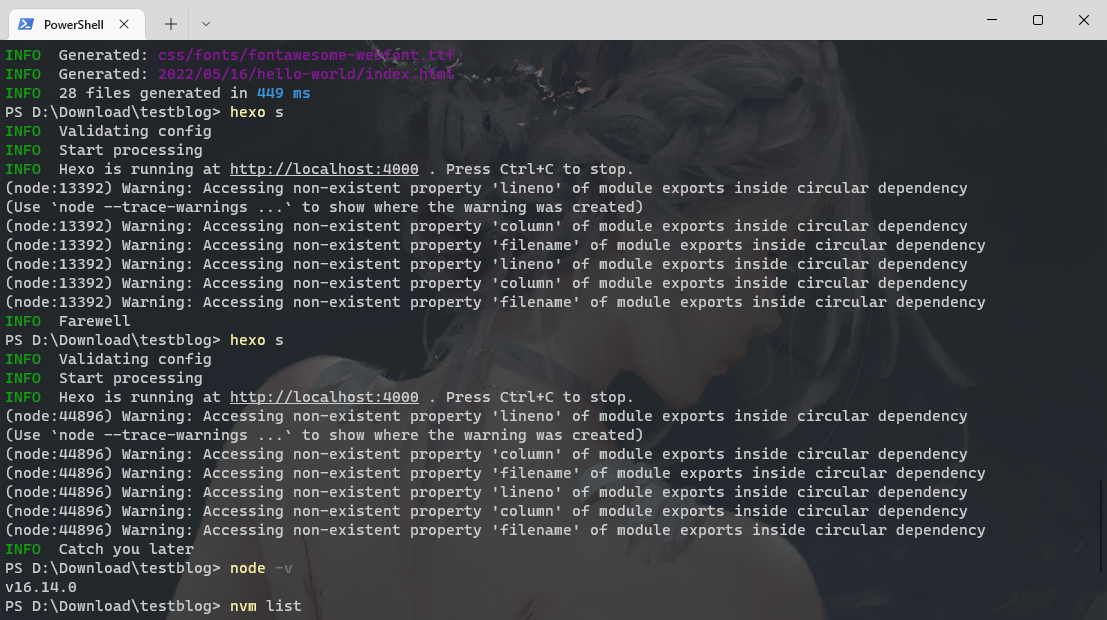 PowerShell
INFO  Generated: css/fonts/fontawesome-webfont.ttf
INFO  Generated: 2022/05/16/hello-world/index.html
INFO  28 files generated in 449 ms
PS D:\Download\testblog> hexo s
INFO  Validating config
INFO  Start processing
INFO  Hexo is running at http://localhost:4000 . Press Ctrl+C to stop.
(node:13392) Warning: Accessing non-existent property 'lineno' of module exports inside circular dependency
(Use `node --trace-warnings ...` to show where the warning was created)
(node:13392) Warning: Accessing non-existent property 'column' of module exports inside circular dependency
(node:13392) Warning: Accessing non-existent property 'filename' of module exports inside circular dependency
(node:13392) Warning: Accessing non-existent property 'lineno' of module exports inside circular dependency
(node:13392) Warning: Accessing non-existent property 'column' of module exports inside circular dependency
(node:13392) Warning: Accessing non-existent property 'filename' of module exports inside circular dependency
INFO  Farewell
PS D:\Download\testblog> hexo s
INFO  Validating config
INFO  Start processing
INFO  Hexo is running at http://localhost:4000 . Press Ctrl+C to stop.
(node:44896) Warning: Accessing non-existent property 'lineno' of module exports inside circular dependency
(Use `node --trace-warnings ...` to show where the warning was created)
(node:44896) Warning: Accessing non-existent property 'column' of module exports inside circular dependency
(node:44896) Warning: Accessing non-existent property 'filename' of module exports inside circular dependency
(node:44896) Warning: Accessing non-existent property 'lineno' of module exports inside circular dependency
(node:44896) Warning: Accessing non-existent property 'column' of module exports inside circular dependency
(node:44896) Warning: Accessing non-existent property 'filename' of module exports inside circular dependency
INFO  Catch you later
PS D:\Download\testblog> node -v
v16.14.0
PS D:\Download\testblog> nvm list